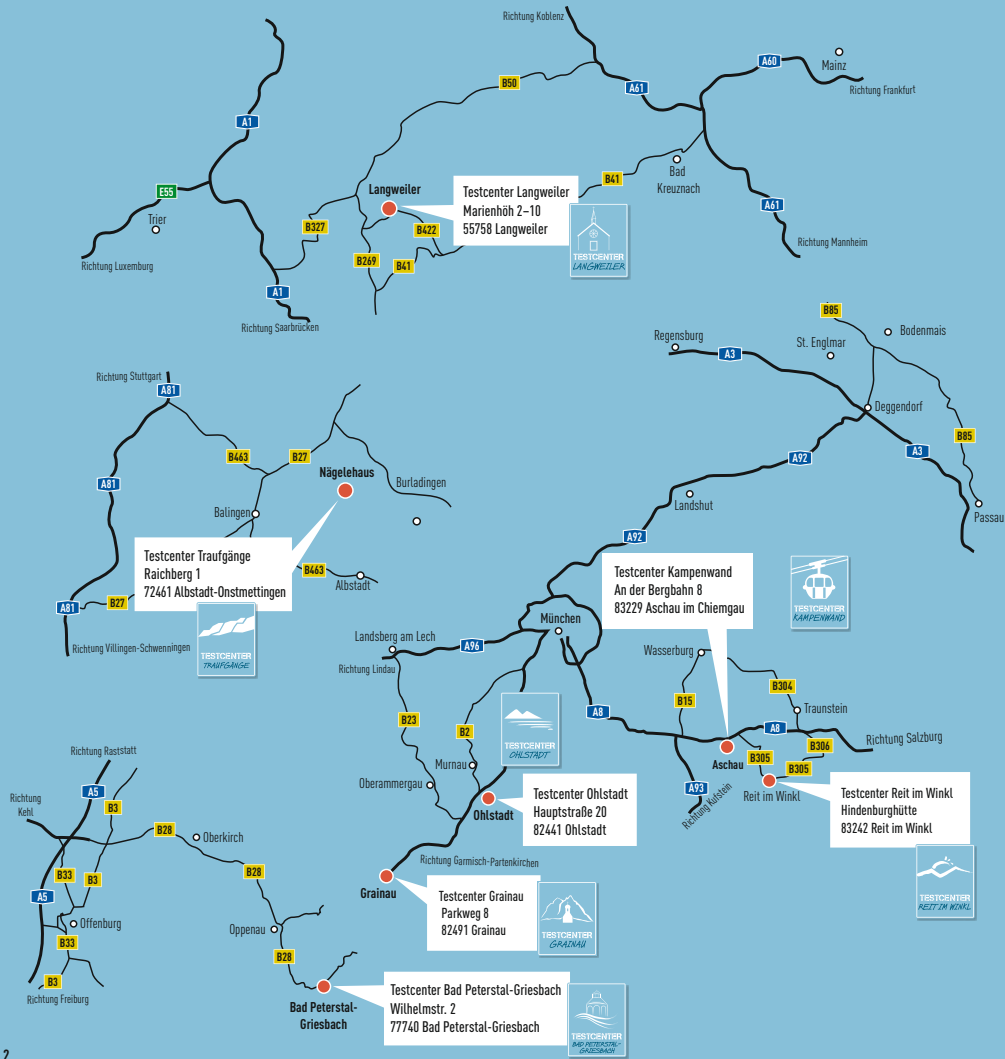 Richtung Koblenz
Mainz
A60
B50
A61
Richtung Frankfurt
A1
Bad
Kreuznach
B41
Langweiler
Testcenter Langweiler
Marienhöh 2–10
55758 Langweiler
E55
Trier
B327
B422
A61
Richtung Mannheim
TESTCENTER
LANGWEILER
B269
B41
Richtung Luxemburg
A1
Richtung Saarbrücken
B85
Bodenmais
St. Englmar
Regensburg
A3
Deggendorf
B85
A3
A92
Passau
Landshut
A92
Richtung Stuttgart
A81
B463
B27
Nägelehaus
Burladingen
A81
Balingen
Testcenter Traufgänge
Raichberg 1
72461 Albstadt-Onstmettingen
B463
Albstadt
A81
B27
Richtung Villingen-Schwenningen
TESTCENTER
TRAUFGÄNGE
Testcenter Kampenwand
An der Bergbahn 8
83229 Aschau im Chiemgau
TESTCENTER
KAMPENWAND
München
Landsberg am Lech
A96
Richtung Lindau
Wasserburg
B15
B304
Traunstein
A8
A8
Richtung Salzburg
B306
B305
B305
Aschau
Reit im Winkl
A93
Richtung Kufstein
Testcenter Reit im Winkl
Hindenburghütte
83242 Reit im Winkl
TESTCENTER
REIT IM WINKL
B23
B2
TESTCENTER
OHLSTADT
Murnau
Oberammergau
Ohlstadt
Testcenter Ohlstadt
Hauptstraße 20
82441 Ohlstadt
Richtung Garmisch-Partenkirchen
Grainau
Testcenter Grainau
Parkweg 8
82491 Grainau
TESTCENTER
GRAINAU
Richtung Rastatt
A5
B3
Richtung
Kehl
B28
Oberkirch
B33
B3
B28
A5
Offenburg
Oppenau
B33
B28
B3
Richtung Freiburg
Bad Peterstal-
Griesbach
Testcenter Bad Peterstal-Griesbach
Wilhelmstr. 2
77740 Bad Peterstal-Griesbach
TESTCENTER
BAD PETERSTAL-
GRIESBACH
2